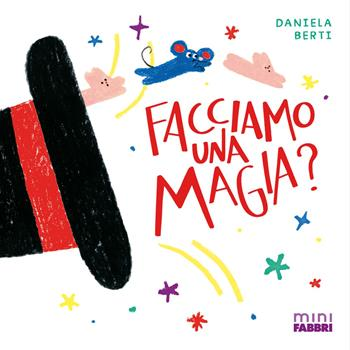 DANIELA
BERTI
FACCIAMO
UNA
MAGIA?
mini
FABBRI